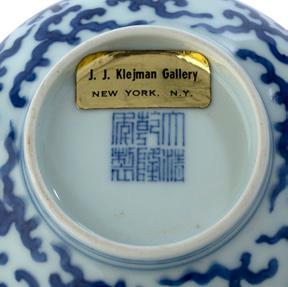 J. J. Klejman Gallery
NEW YORK, N.Y.
大清
乾隆
年製